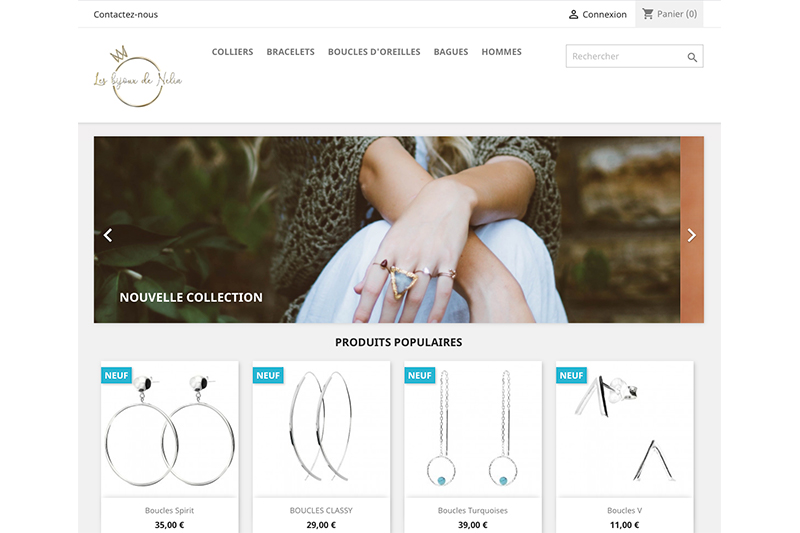 Contactez-nous
Connexion
Panier (0)
Les bijoux de Nelia
COLLIERS
BRACELETS
BOUCLES D'OREILLES
BAGUES
HOMMES
Rechercher
NOUVELLE COLLECTION
PRODUITS POPULAIRES
NEUF
NEUF
NEUF
NEUF
Boucles Spirit
35,00 €
BOUCLES CLASSY
29,00 €
Boucles Turquoises
39,00 €
Boucles V
11,00 €